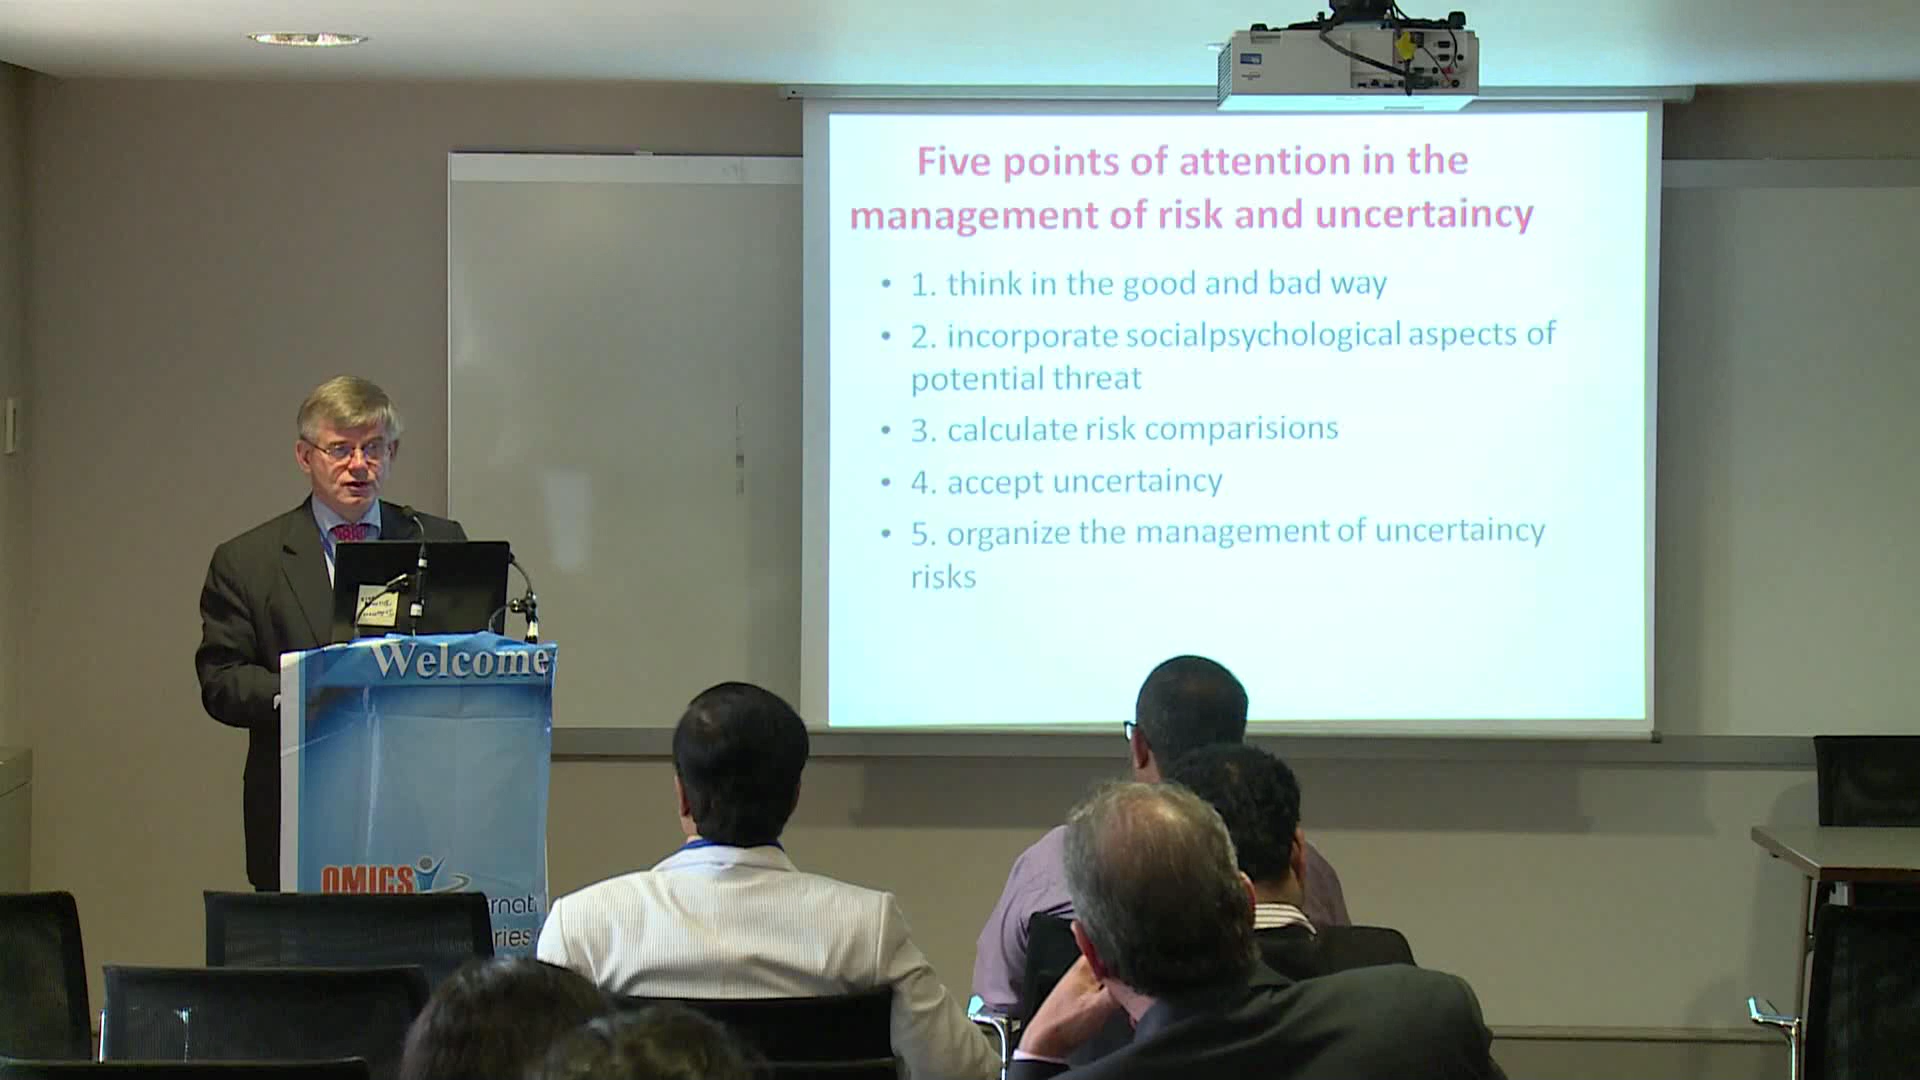 Five points of attention in the
management of risk and uncertaincy
• 1. think in the good and bad way
• 2. incorporate socialpsychological aspects of
potential threat
• 3. calculate risk comparisions
• 4. accept uncertaincy
• 5. organize the management of uncertaincy
risks
Welcome
OMICS